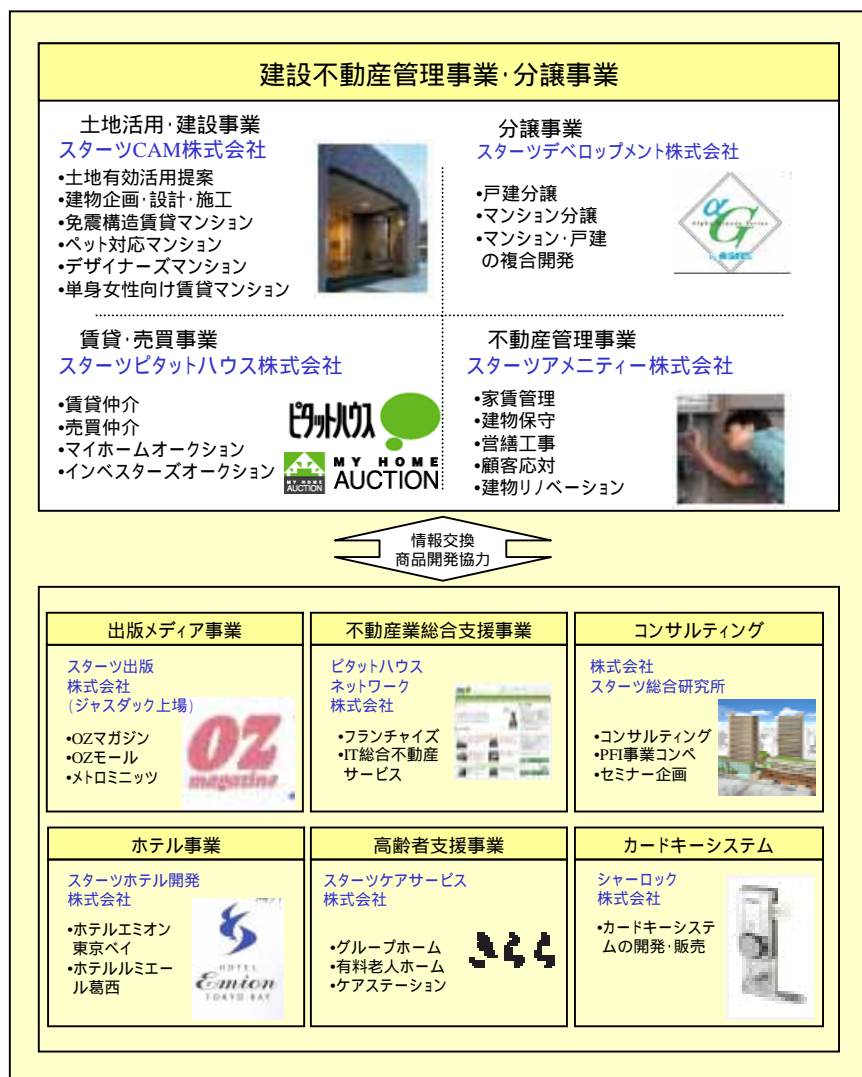 建設不動産管理事業・分譲事業
土地活用・建設事業
スターツCAM株式会社
•土地有効活用提案
•建物企画・設計・施工
•免震構造賃貸マンション
•ペット対応マンション
•デザイナーズマンション
•単身女性向け賃貸マンション
分譲事業
スターツデベロップメント株式会社
•戸建分譲
•マンション分譲
•マンション・戸建
の複合開発
αG
Alpha Grande Series
賃貸・売買事業
スターツピタットハウス株式会社
•賃貸仲介
•売買仲介
•マイホームオークション
•インベスターズオークション
ピタットハウス
MY HOME
AUCTION
MY HOME
AUCTION
不動産管理事業
スターツアメニティー株式会社
•家賃管理
•建物保守
•営繕工事
•顧客応対
•建物リノベーション
情報交換
商品開発協力
出版メディア事業
スターツ出版
株式会社
(ジャスダック上場)
•OZマガジン
•OZモール
•メトロミニッツ
OZ
magazine
不動産業総合支援事業
ピタットハウス
ネットワーク
株式会社
•フランチャイズ
•IT総合不動産
サービス
コンサルティング
株式会社
スターツ総合研究所
•コンサルティング
•PFI事業コンペ
•セミナー企画
ホテル事業
スターツホテル開発
株式会社
•ホテルエミオン
東京ベイ
•ホテルルミエー
ル葛西
HOTEL
Emion
TOKYO BAY
高齢者支援事業
スターツケアサービス
株式会社
•グループホーム
•有料老人ホーム
•ケアステーション
きらら
カードキーシステム
シャーロック
株式会社
•カードキーシステ
ムの開発・販売